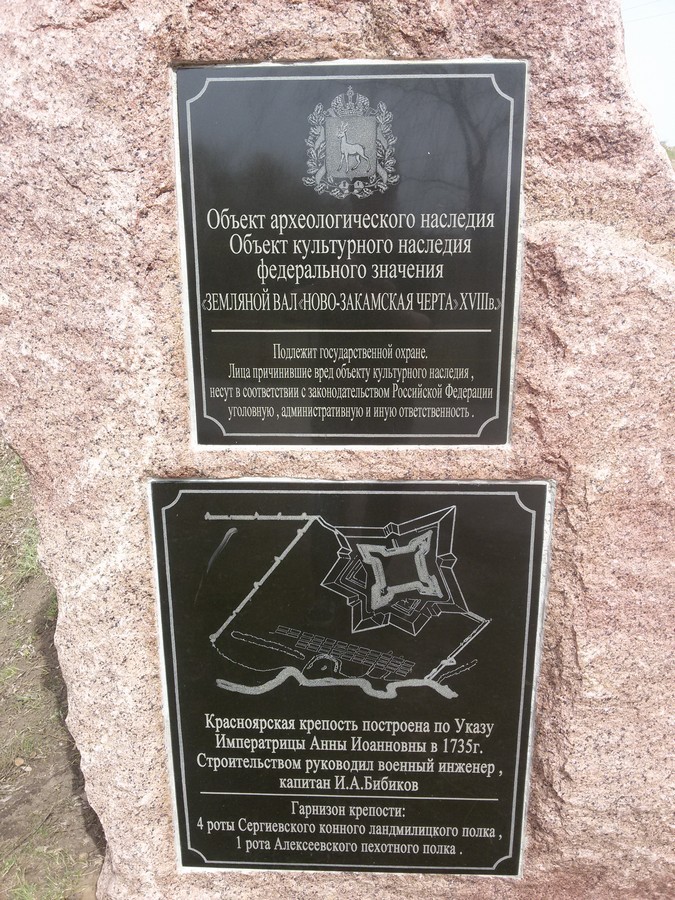 Объект археологического наследия
Объект культурного наследия
федерального значения
«ЗЕМЛЯНОЙ ВАЛ «НОВО-ЗАКАМСКАЯ ЧЕРТА» XVIIIв.»
Подлежит государственной охране.
Лица причинившие вред объекту культурного наследия ,
несут в соответствии с законодательством Российской Федерации
уголовную , административную и иную ответственность .
Красноярская крепость построена по Указу
Императрицы Анны Иоанновны в 1735г.
Строительством руководил военный инженер ,
капитан И.А.Бибиков
Гарнизон крепости:
4 роты Сергиевского конного ландмилицкого полка ,
1 рота Алексеевского пехотного полка .